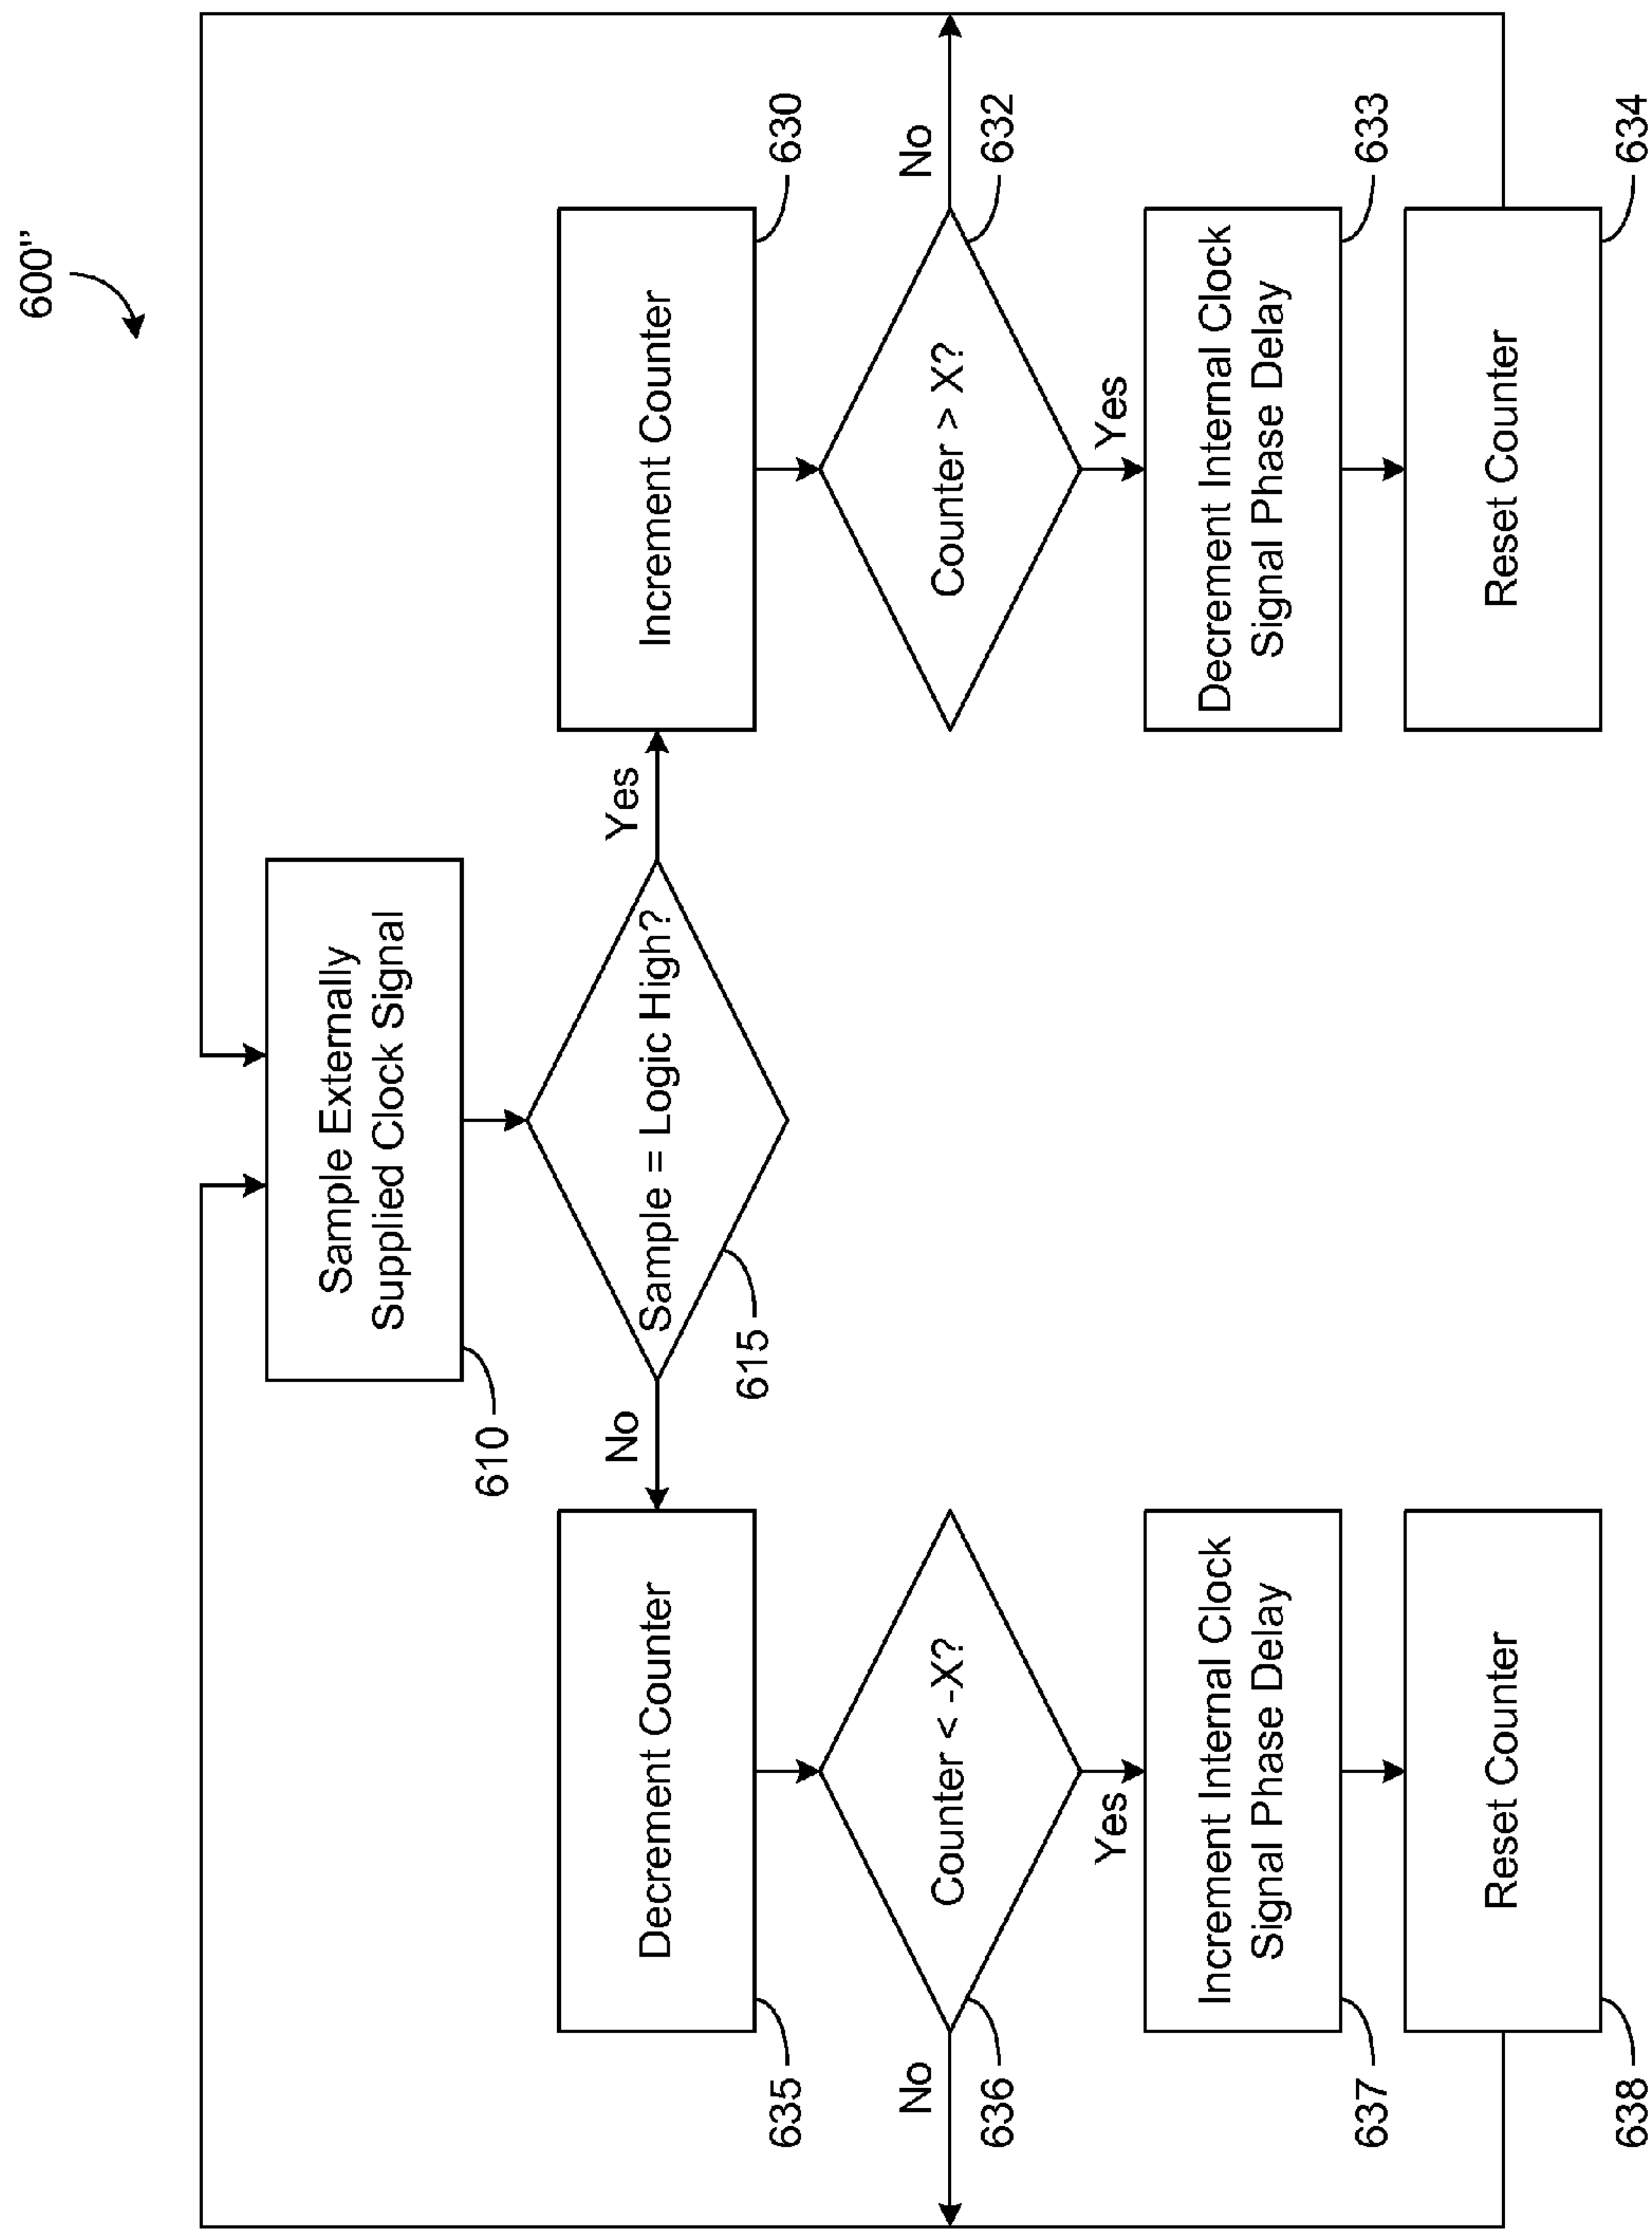 600"
Sample Externally
Supplied Clock Signal
610
Sample = Logic High?
615
No
Yes
Decrement Counter
635
Increment Counter
630
Counter < -X?
No
636
Yes
Counter > X?
No
632
Yes
Increment Internal Clock
Signal Phase Delay
637
Decrement Internal Clock
Signal Phase Delay
633
Reset Counter
638
Reset Counter
634